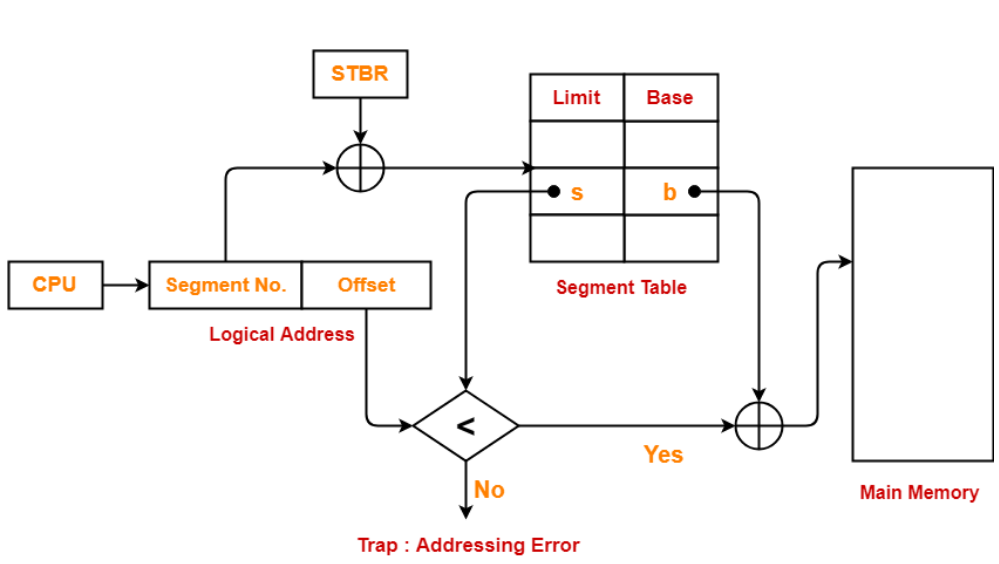 STBR
Limit
Base
s
b
CPU
Segment No.
Offset
Segment Table
Logical Address
<
Yes
No
Main Memory
Trap : Addressing Error